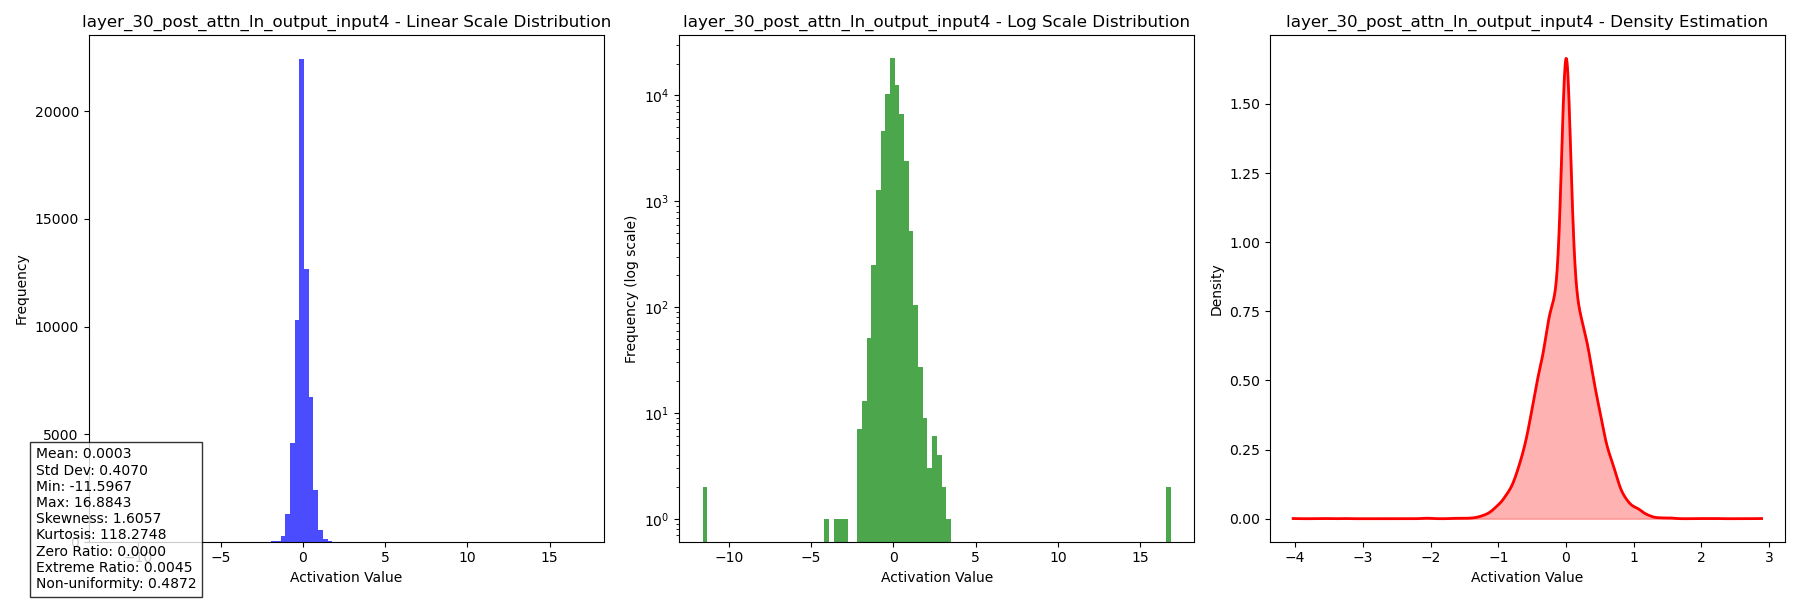 layer_30_post_attn_ln_output_input4 - Linear Scale Distribution
Frequency
20000
15000
10000
5000
−5
0
5
10
15
Activation Value
Mean: 0.0003
Std Dev: 0.4070
Min: -11.5967
Max: 16.8843
Skewness: 1.6057
Kurtosis: 118.2748
Zero Ratio: 0.0000
Extreme Ratio: 0.0045
Non-uniformity: 0.4872
layer_30_post_attn_ln_output_input4 - Log Scale Distribution
Frequency (log scale)
10⁴
10³
10²
10¹
10⁰
−10
−5
0
5
10
15
Activation Value
layer_30_post_attn_ln_output_input4 - Density Estimation
Density
1.50
1.25
1.00
0.75
0.50
0.25
0.00
−4
−3
−2
−1
0
1
2
3
Activation Value